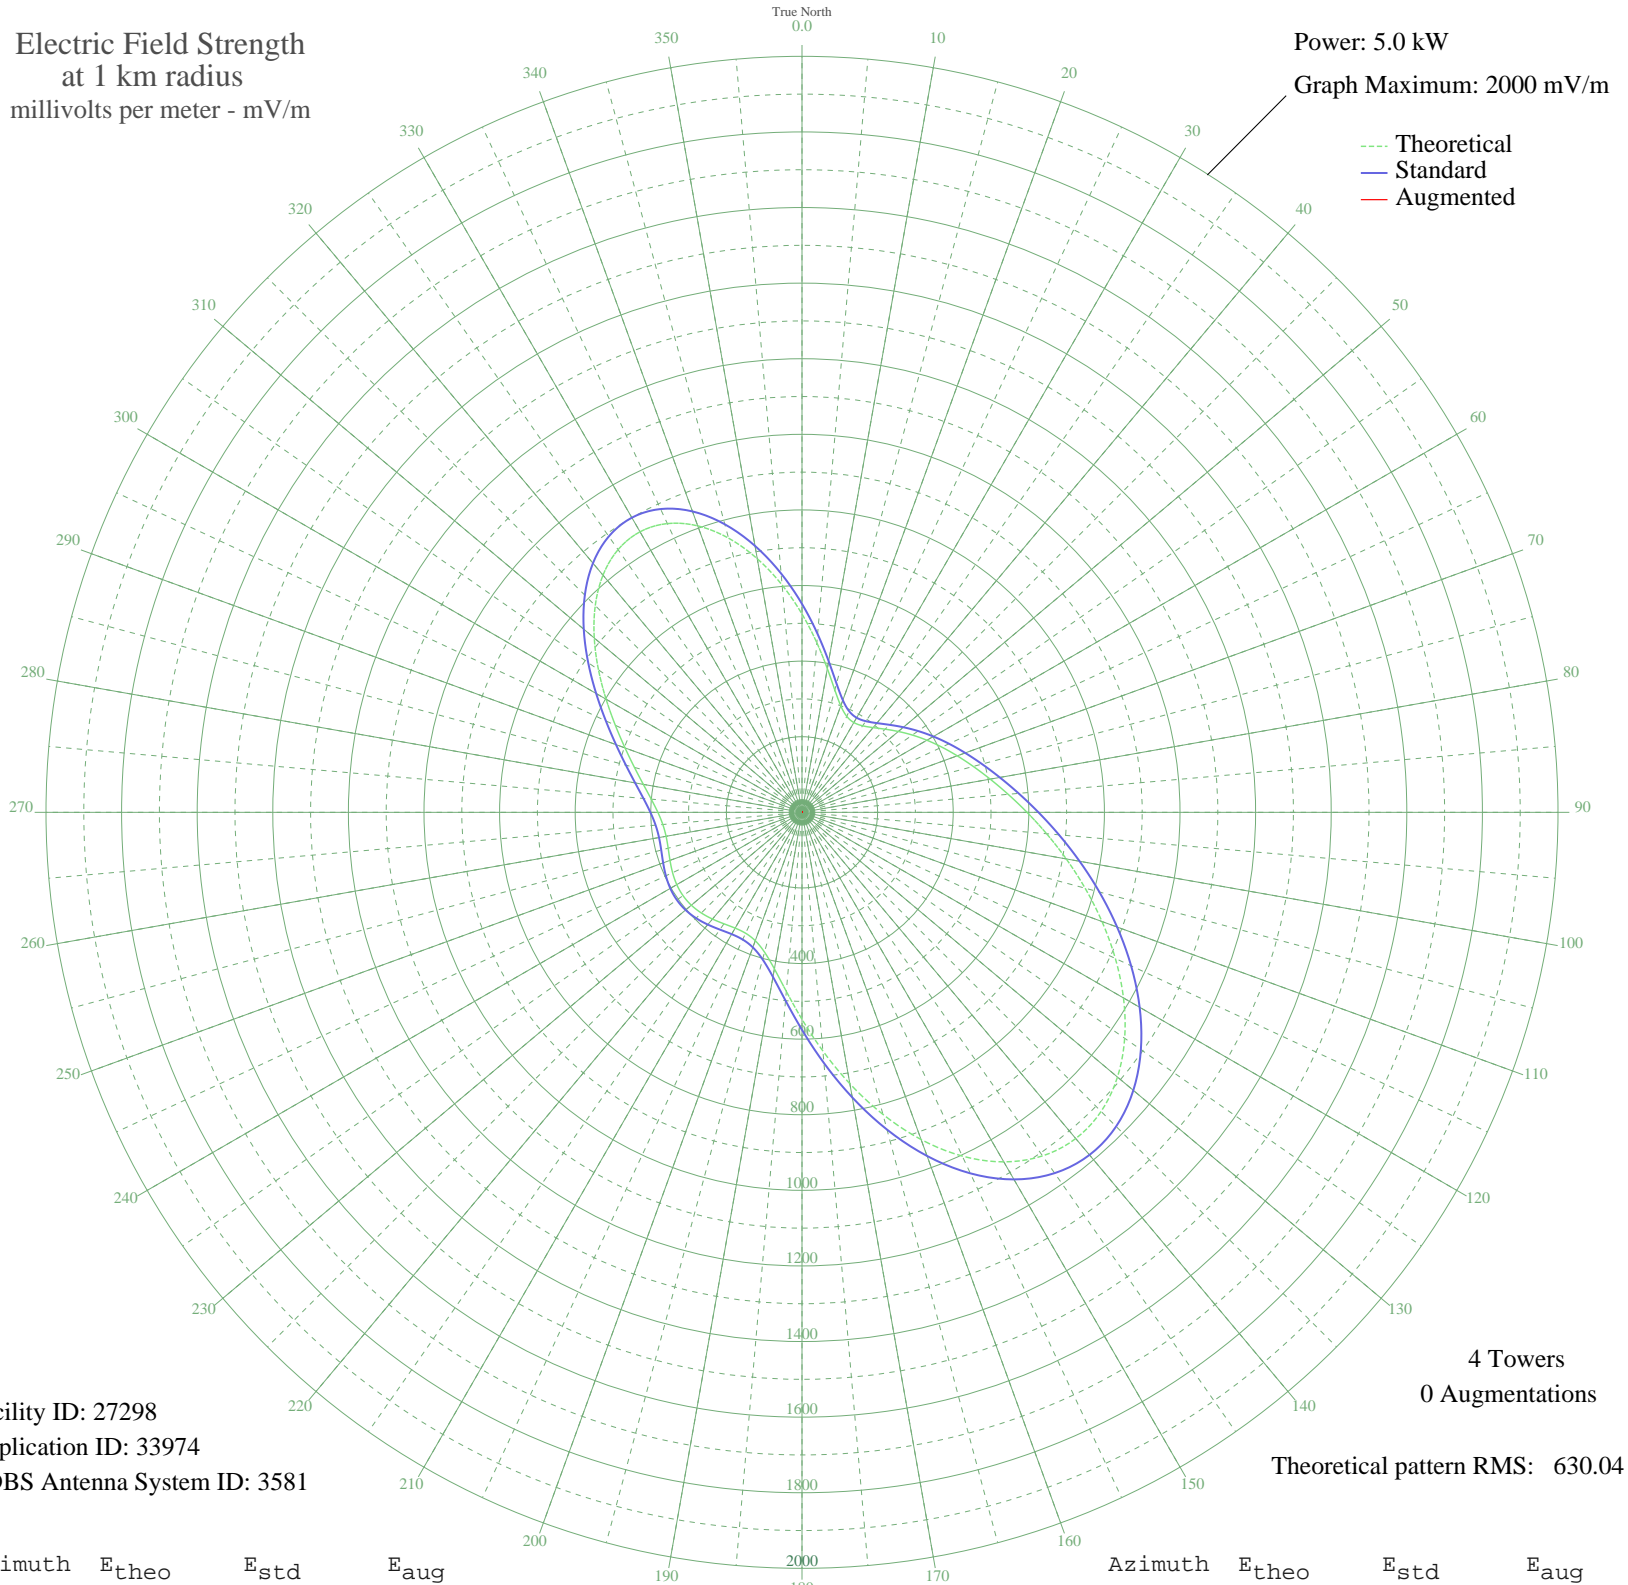 True North
0.0
Electric Field Strength
at 1 km radius
millivolts per meter - mV/m
Power: 5.0 kW
Graph Maximum: 2000 mV/m
Theoretical
Standard
Augmented
10
20
30
40
50
60
70
80
90
100
110
120
130
140
150
160
170
190
200
210
220
230
240
250
260
270
280
290
300
310
320
330
340
350
400
600
800
1000
1200
1400
1600
1800
2000
4 Towers
0 Augmentations
Theoretical pattern RMS: 630.04
cility ID: 27298
plication ID: 33974
DBS Antenna System ID: 3581
imuth Etheo Estd Eaug
Azimuth Etheo Estd Eaug